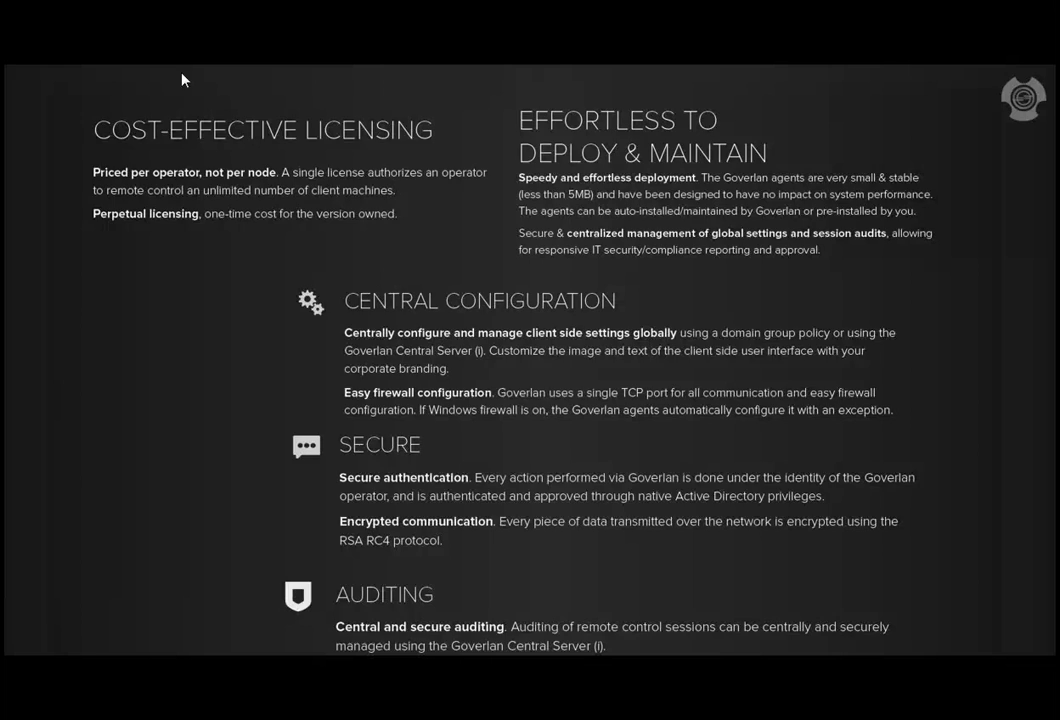 COST-EFFECTIVE LICENSING
Priced per operator, not per node. A single license authorizes an operator
to remote control an unlimited number of client machines.
Perpetual licensing, one-time cost for the version owned.
EFFORTLESS TO
DEPLOY & MAINTAIN
Speedy and effortless deployment. The Goverlan agents are very small & stable
(less than 5MB) and have been designed to have no impact on system performance.
The agents can be auto-installed/maintained by Goverlan or pre-installed by you.
Secure & centralized management of global settings and session audits, allowing
for responsive IT security/compliance reporting and approval.
CENTRAL CONFIGURATION
Centrally configure and manage client side settings globally using a domain group policy or using the
Goverlan Central Server (i). Customize the image and text of the client side user interface with your
corporate branding.
Easy firewall configuration. Goverlan uses a single TCP port for all communication and easy firewall
configuration. If Windows firewall is on, the Goverlan agents automatically configure it with an exception.
SECURE
Secure authentication. Every action performed via Goverlan is done under the identity of the Goverlan
operator, and is authenticated and approved through native Active Directory privileges.
Encrypted communication. Every piece of data transmitted over the network is encrypted using the
RSA RC4 protocol.
AUDITING
Central and secure auditing. Auditing of remote control sessions can be centrally and securely
managed using the Goverlan Central Server (i).